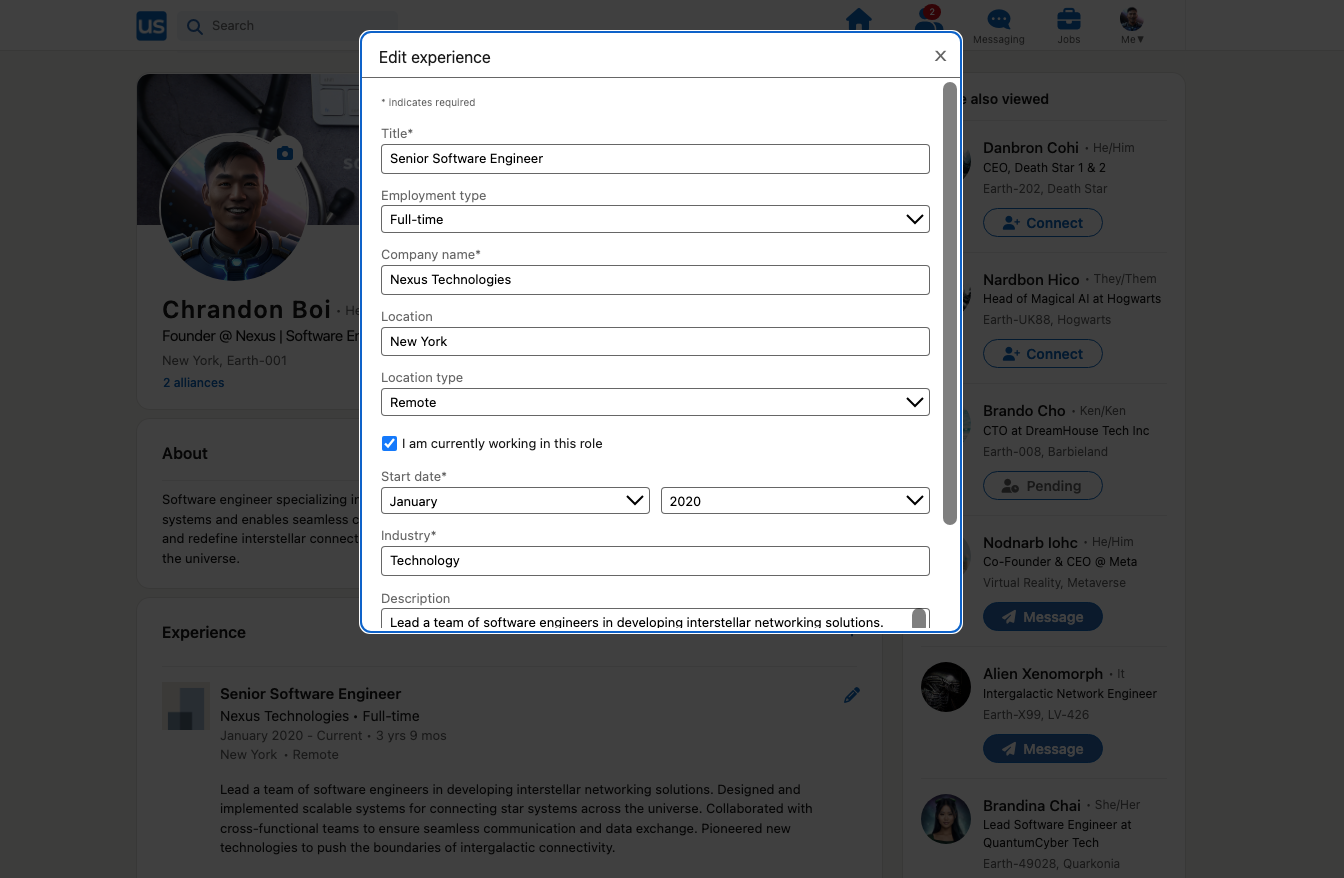 us
Search
2
Messaging
Jobs
Me▼
Edit experience
* Indicates required
Title*
Senior Software Engineer
Employment type
Full-time
Company name*
Nexus Technologies
Location
New York
Location type
Remote
I am currently working in this role
Start date*
January
2020
Industry*
Technology
Description
Lead a team of software engineers in developing interstellar networking solutions.
Chrandon Boi
Founder @ Nexus | Software
New York, Earth-001
2 alliances
About
Software engineer specializing
systems and enables seamless
and redefine interstellar
the universe.
Experience
Senior Software Engineer
Nexus Technologies • Full-time
January 2020 - Current • 3 yrs 9 mos
New York • Remote
Lead a team of software engineers in developing interstellar networking solutions. Designed and
implemented scalable systems for connecting star systems across the universe. Collaborated with
cross-functional teams to ensure seamless communication and data exchange. Pioneered new
technologies to push the boundaries of intergalactic connectivity.
also viewed
Danbron Cohi • He/Him
CEO, Death Star 1 & 2
Earth-202, Death Star
Connect
Nardbon Hico • They/Them
Head of Magical AI at Hogwarts
Earth-UK88, Hogwarts
Connect
Brando Cho • Ken/Ken
CTO at DreamHouse Tech Inc
Earth-008, Barbieland
Pending
Nodnarb Iohc • He/Him
Co-Founder & CEO @ Meta
Virtual Reality, Metaverse
Message
Alien Xenomorph • It
Intergalactic Network Engineer
Earth-X99, LV-426
Message
Brandina Chai • She/Her
Lead Software Engineer at
QuantumCyber Tech
Earth-49028, Quarkonia